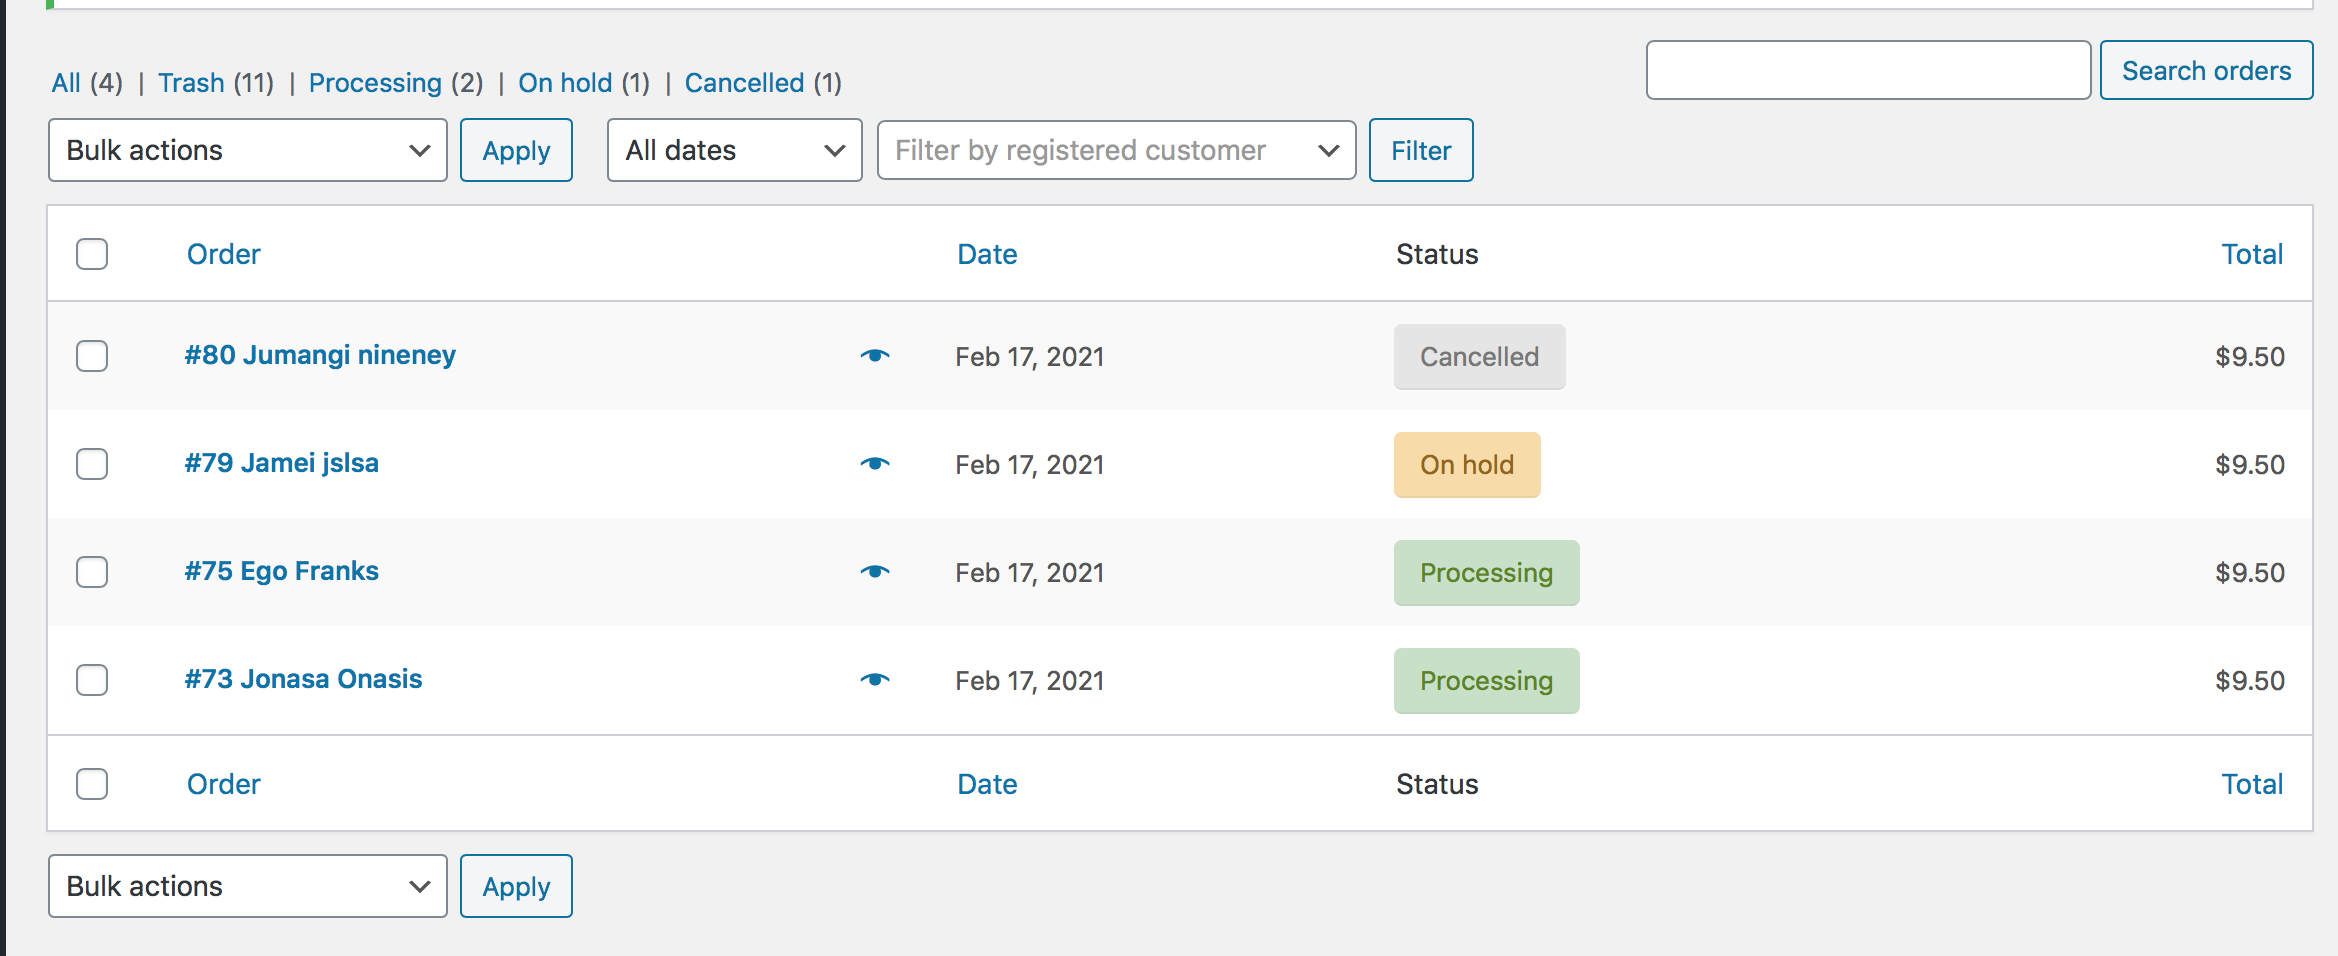 All (4) | Trash (11) | Processing (2) | On hold (1) | Cancelled (1)
Search orders
Bulk actions Apply All dates Filter by registered customer Filter
Order Date Status Total
#80 Jumangi nineney Feb 17, 2021 Cancelled $9.50
#79 Jamei jslsa Feb 17, 2021 On hold $9.50
#75 Ego Franks Feb 17, 2021 Processing $9.50
#73 Jonasa Onasis Feb 17, 2021 Processing $9.50
Order Date Status Total
Bulk actions Apply